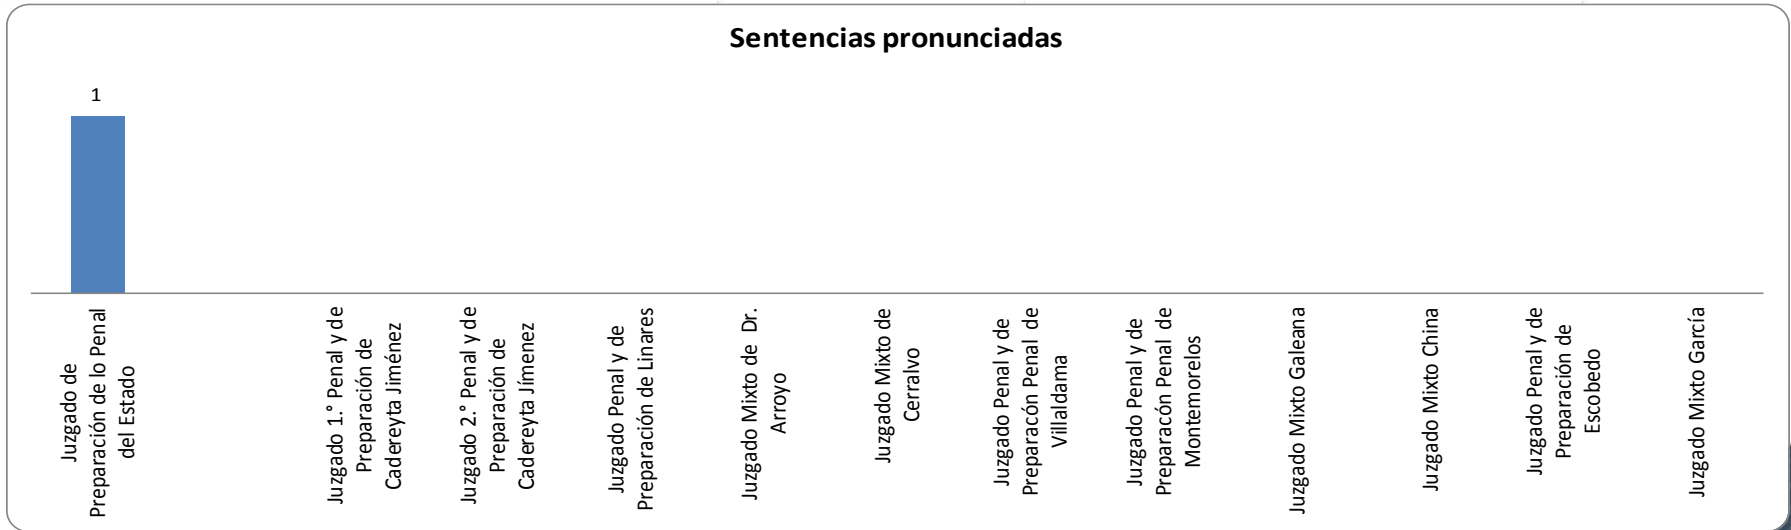 Sentencias pronunciadas
1
Juzgado de
Preparación de lo Penal
del Estado
Juzgado 1.° Penal y de
Preparación de
Cadereyta Jiménez
Juzgado 2.° Penal y de
Preparación de
Cadereyta Jímenez
Juzgado Penal y de
Preparación de Linares
Juzgado Mixto de Dr.
Arroyo
Juzgado Mixto de
Cerralvo
Juzgado Penal y de
Preparacón Penal de
Villaldama
Juzgado Penal y de
Preparacón Penal de
Montemorelos
Juzgado Mixto Galeana
Juzgado Mixto China
Juzgado Penal y de
Preparación de
Escobedo
Juzgado Mixto García